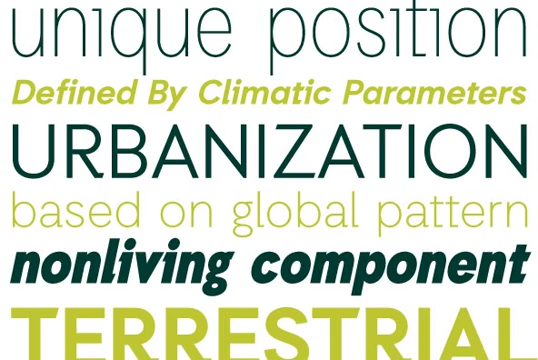 unique position
Defined By Climatic Parameters
URBANIZATION
based on global pattern
nonliving component
TERRESTRIAL